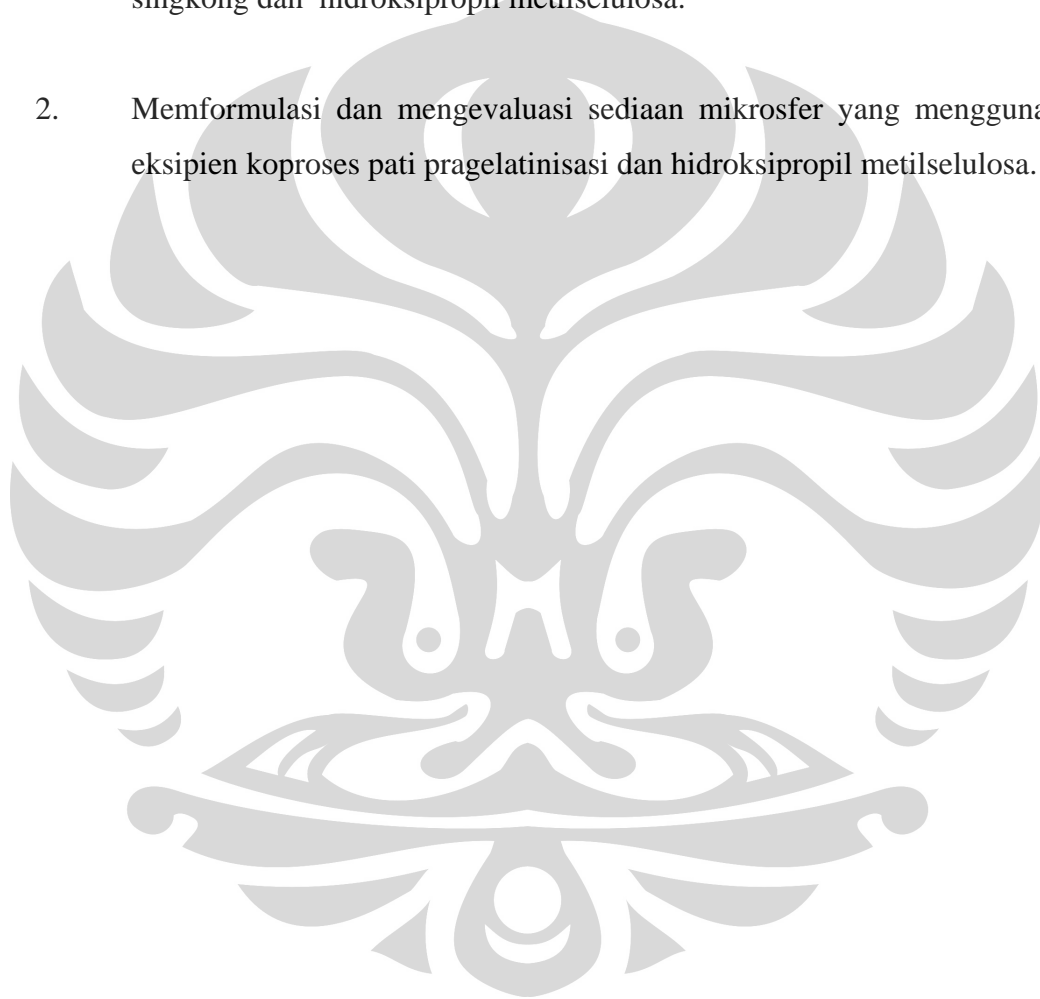 singkong dan hidroksipropil metilselulosa.
2. Memformulasi dan mengevaluasi sediaan mikrosfer yang mengguna
eksipien koproses pati pragelatinisasi dan hidroksipropil metilselulosa.